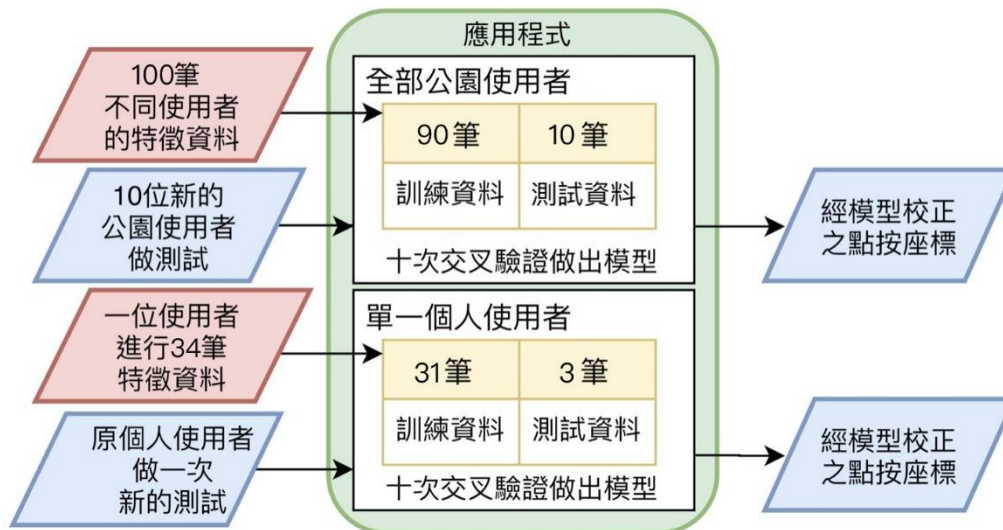 應用程式
100筆
不同使用者
的特徵資料
10位新的
公園使用者
做測試
全部公園使用者
90筆
10筆
訓練資料
測試資料
十次交叉驗證做出模型
經模型校正
之點按座標
一位使用者
進行34筆
特徵資料
原個人使用者
做一次
新的測試
單一個人使用者
31筆
3筆
訓練資料
測試資料
十次交叉驗證做出模型
經模型校正
之點按座標